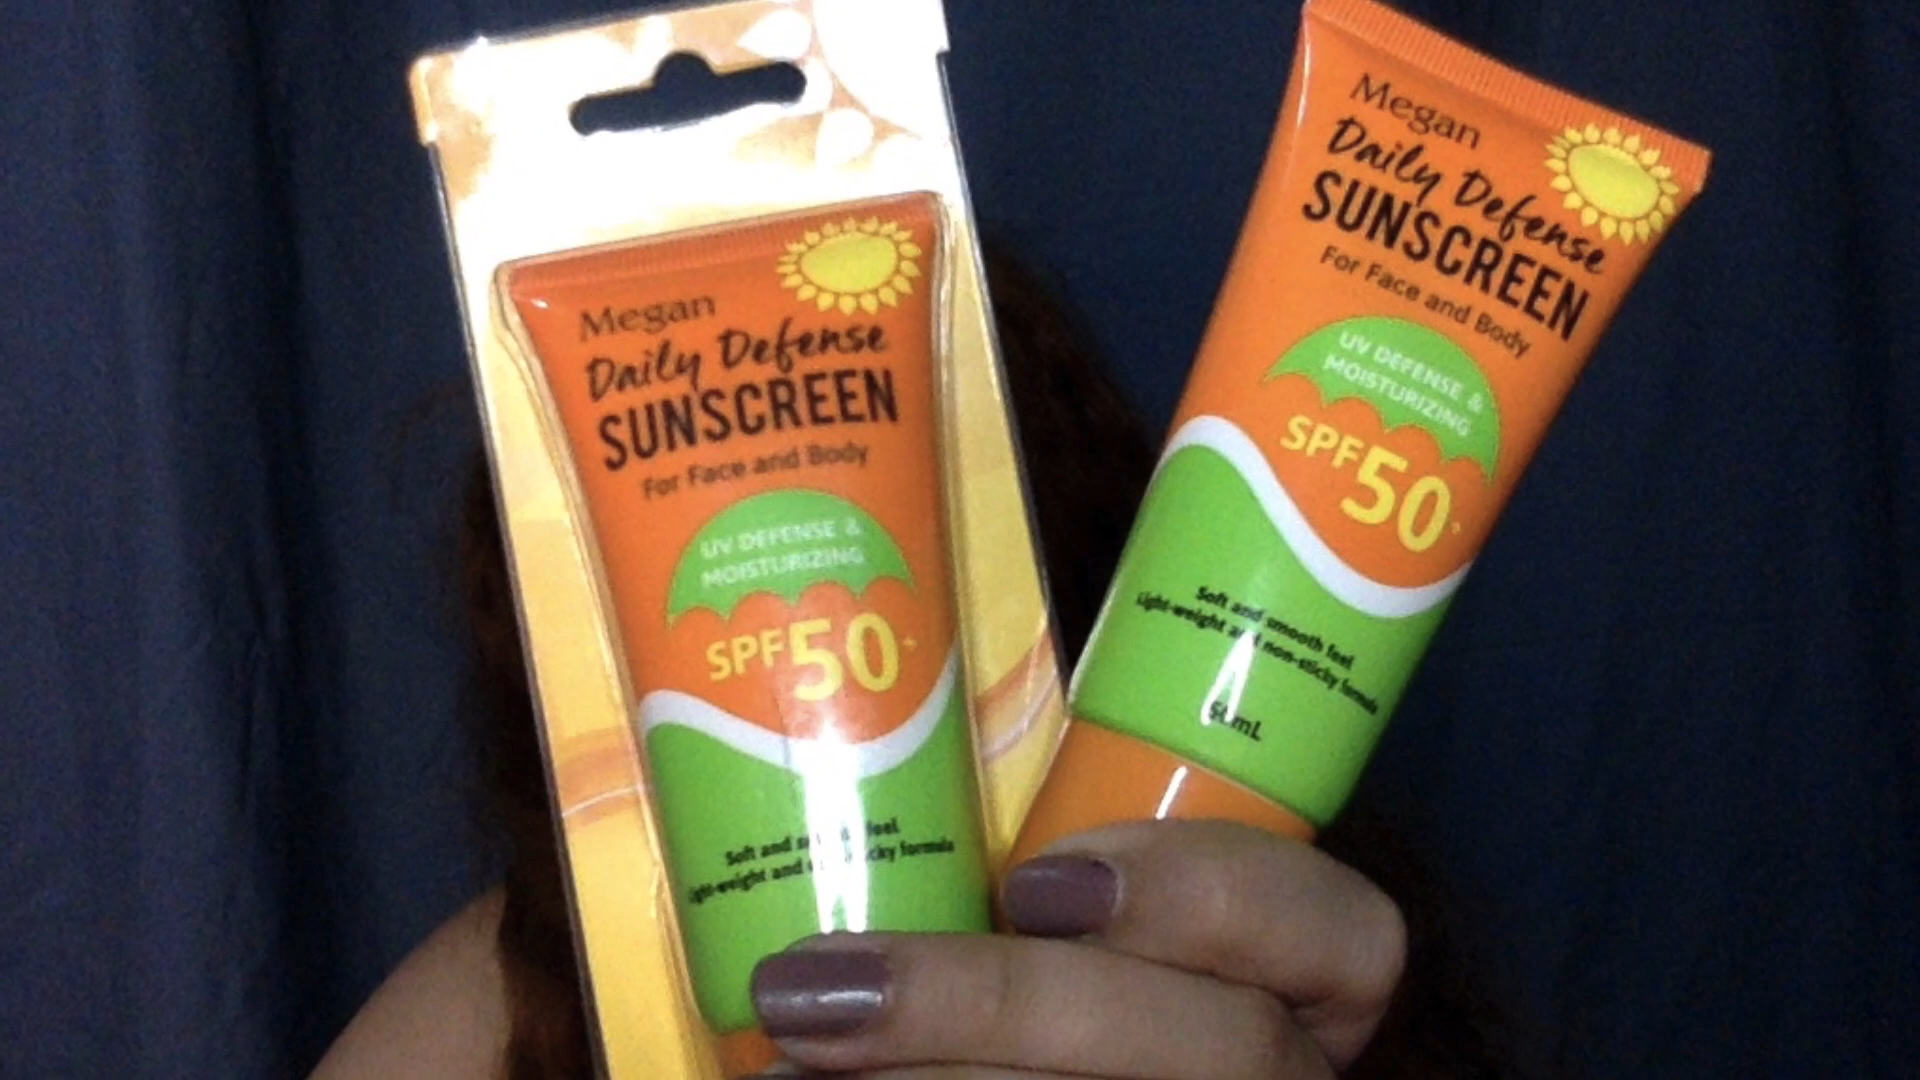 Megan
Daily Defense
SUNSCREEN
For Face and Body
UV DEFENSE &
MOISTURIZING
SPF50+
Soft and feel
and formula
Megan
Daily Defense
SUNSCREEN
For Face and Body
UV DEFENSE &
MOISTURIZING
SPF50+
Soft and smooth feel
Light-weight and non-sticky formula
50mL